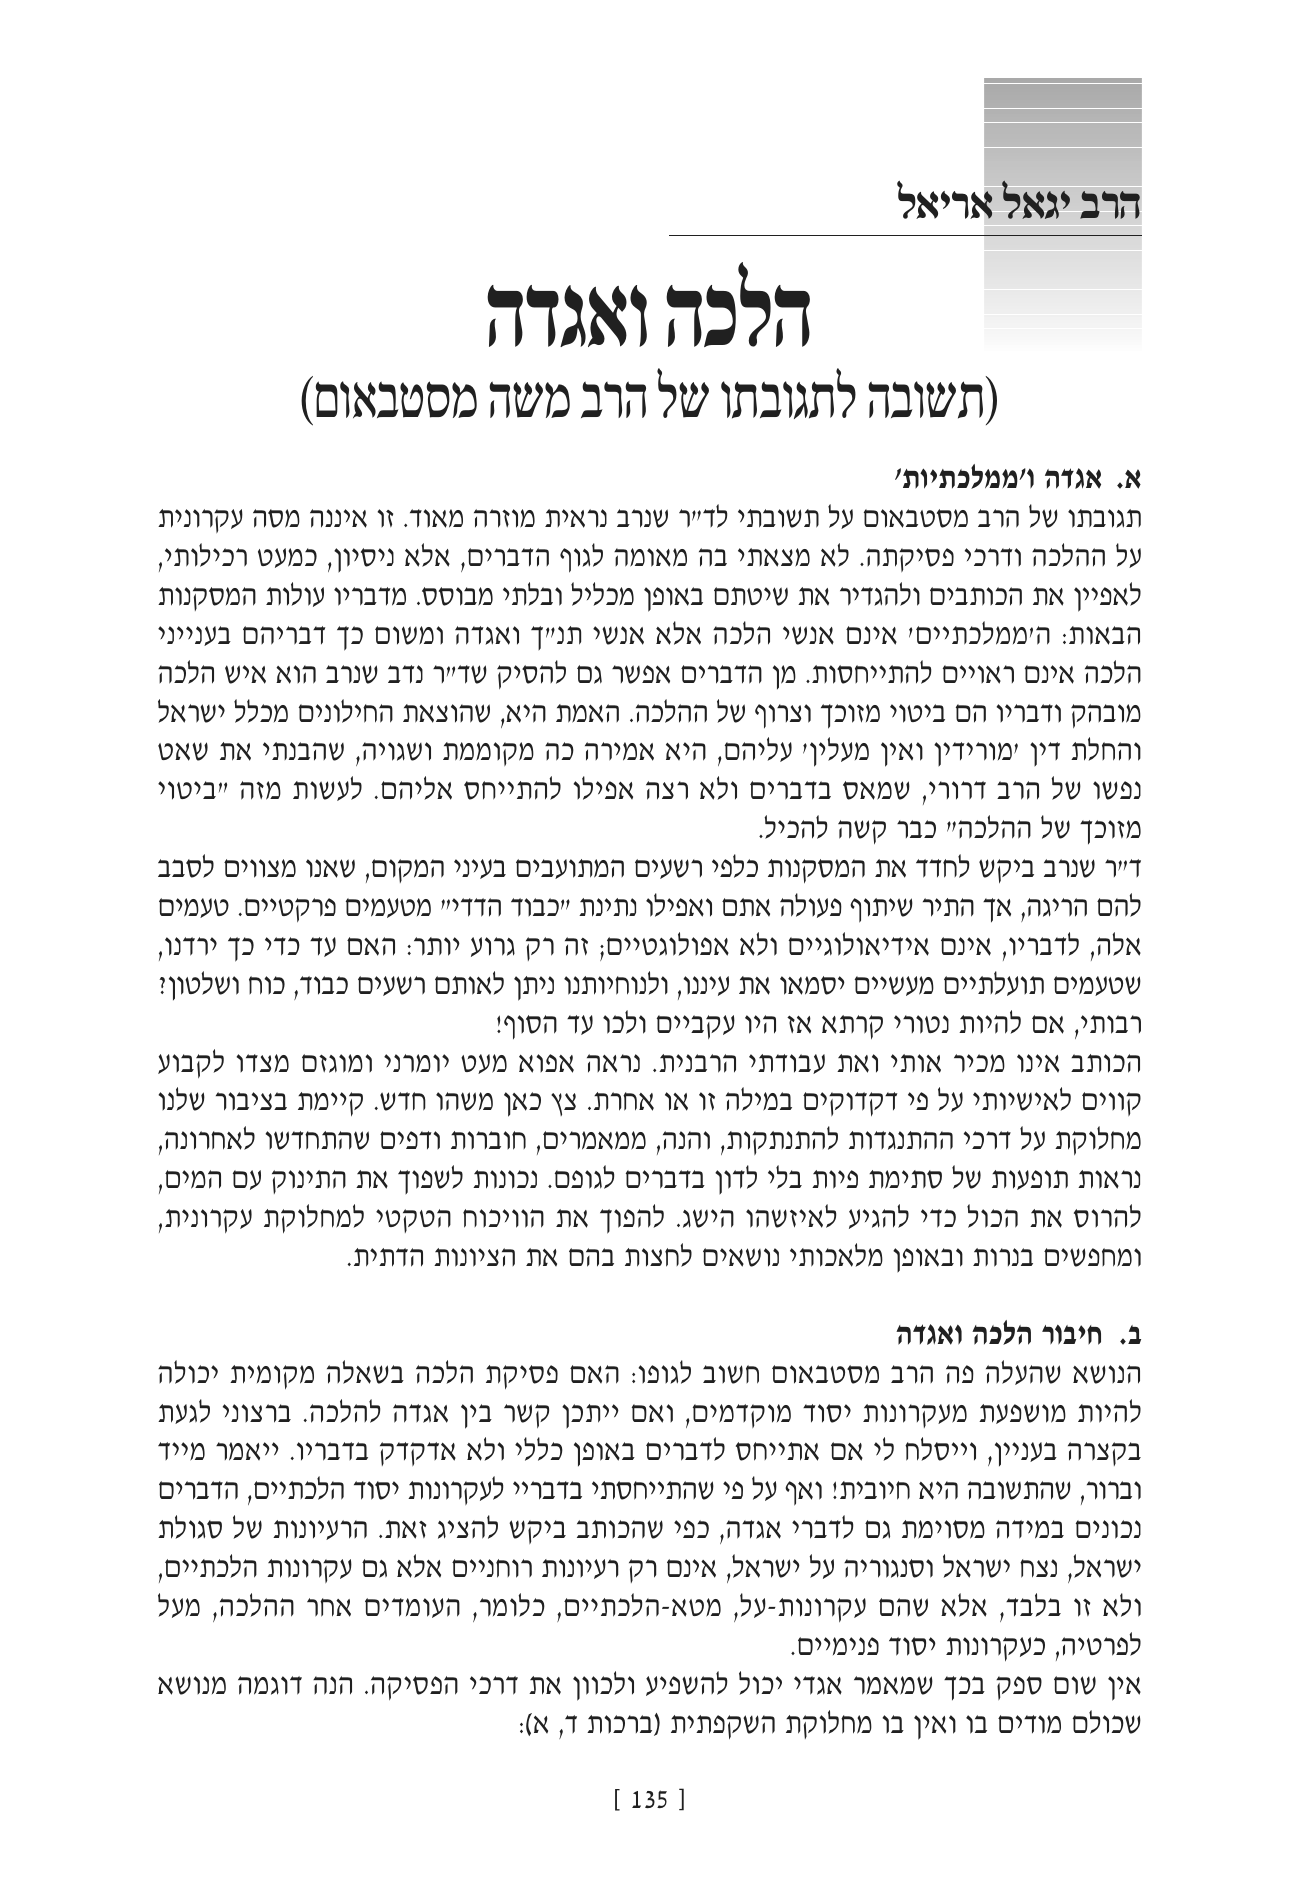 הרב יגאל אריאל
הלכה ואגדה
(תשובה לתגובתו של הרב משה מסטבאום)
א. אגדה ו'ממלכתיות'
תגובתו של הרב מסטבאום על תשובתי לד"ר שנרב נראית מוזרה מאוד. זו איננה מסה עקרונית
על ההלכה ודרכי פסיקתה. לא מצאתי בה מאומה לגוף הדברים, אלא ניסיון, כמעט רכילותי,
לאפיין את הכותבים ולהגדיר את שיטתם באופן מכליל ובלתי מבוסס. מדבריו עולות המסקנות
הבאות: ה'ממלכתיים' אינם אנשי הלכה אלא אנשי תנ"ך ואגדה ומשום כך דבריהם בענייני
הלכה אינם ראויים להתייחסות. מן הדברים אפשר גם להסיק שד"ר נדב שנרב הוא איש הלכה
מובהק ודבריו הם ביטוי מזוכך וצרוף של ההלכה. האמת היא, שהוצאת החילונים מכלל ישראל
והחלת דין 'מורידין ואין מעלין' עליהם, היא אמירה כה מקוממת ושגויה, שהבנתי את שאט
נפשו של הרב דרורי, שמאס בדברים ולא רצה אפילו להתייחס אליהם. לעשות מזה "ביטוי
מזוכך של ההלכה" כבר קשה להכיל.
ד"ר שנרב ביקש לחדד את המסקנות כלפי רשעים המתועבים בעיני המקום, שאנו מצווים לסבב
להם הריגה, אך התיר שיתוף פעולה אתם ואפילו נתינת "כבוד הדדי" מטעמים פרקטיים. טעמים
אלה, לדבריו, אינם אידיאולוגיים ולא אפולוגטיים; זה רק גרוע יותר: האם עד כדי כך ירדנו,
שטעמים תועלתיים מעשיים יסמאו את עיננו, ולנוחיותנו ניתן לאותם רשעים כבוד, כוח ושלטון?
רבותי, אם להיות נטורי קרתא אז היו עקביים ולכו עד הסוף!
הכותב אינו מכיר אותי ואת עבודתי הרבנית. נראה אפוא מעט יומרני ומוגזם מצדו לקבוע
קווים לאישיותי על פי דקדוקים במילה זו או אחרת. צץ כאן משהו חדש. קיימת בציבור שלנו
מחלוקת על דרכי ההתנגדות להתנתקות, והנה, ממאמרים, חוברות ודפים שהתחדשו לאחרונה,
נראות תופעות של סתימת פיות בלי לדון בדברים לגופם. נכונות לשפוך את התינוק עם המים,
להרוס את הכול כדי להגיע לאיזשהו הישג. להפוך את הוויכוח הטקטי למחלוקת עקרונית,
ומחפשים בנרות ובאופן מלאכותי נושאים לחצות בהם את הציונות הדתית.
ב. חיבור הלכה ואגדה
הנושא שהעלה פה הרב מסטבאום חשוב לגופו: האם פסיקת הלכה בשאלה מקומית יכולה
להיות מושפעת מעקרונות יסוד מוקדמים, ואם ייתכן קשר בין אגדה להלכה. ברצוני לגעת
בקצרה בעניין, וייסלח לי אם אתייחס לדברים באופן כללי ולא אדקדק בדבריו. ייאמר מייד
וברור, שהתשובה היא חיובית! ואף על פי שהתייחסתי בדבריי לעקרונות יסוד הלכתיים, הדברים
נכונים במידה מסוימת גם לדברי אגדה, כפי שהכותב ביקש להציג זאת. הרעיונות של סגולת
ישראל, נצח ישראל וסנגוריה על ישראל, אינם רק רעיונות רוחניים אלא גם עקרונות הלכתיים,
ולא זו בלבד, אלא שהם עקרונות-על, מטא-הלכתיים, כלומר, העומדים אחר ההלכה, מעל
לפרטיה, כעקרונות יסוד פנימיים.
אין שום ספק בכך שמאמר אגדי יכול להשפיע ולכוון את דרכי הפסיקה. הנה דוגמה מנושא
שכולם מודים בו ואין בו מחלוקת השקפתית (ברכות ד, א):
[ 135 ]